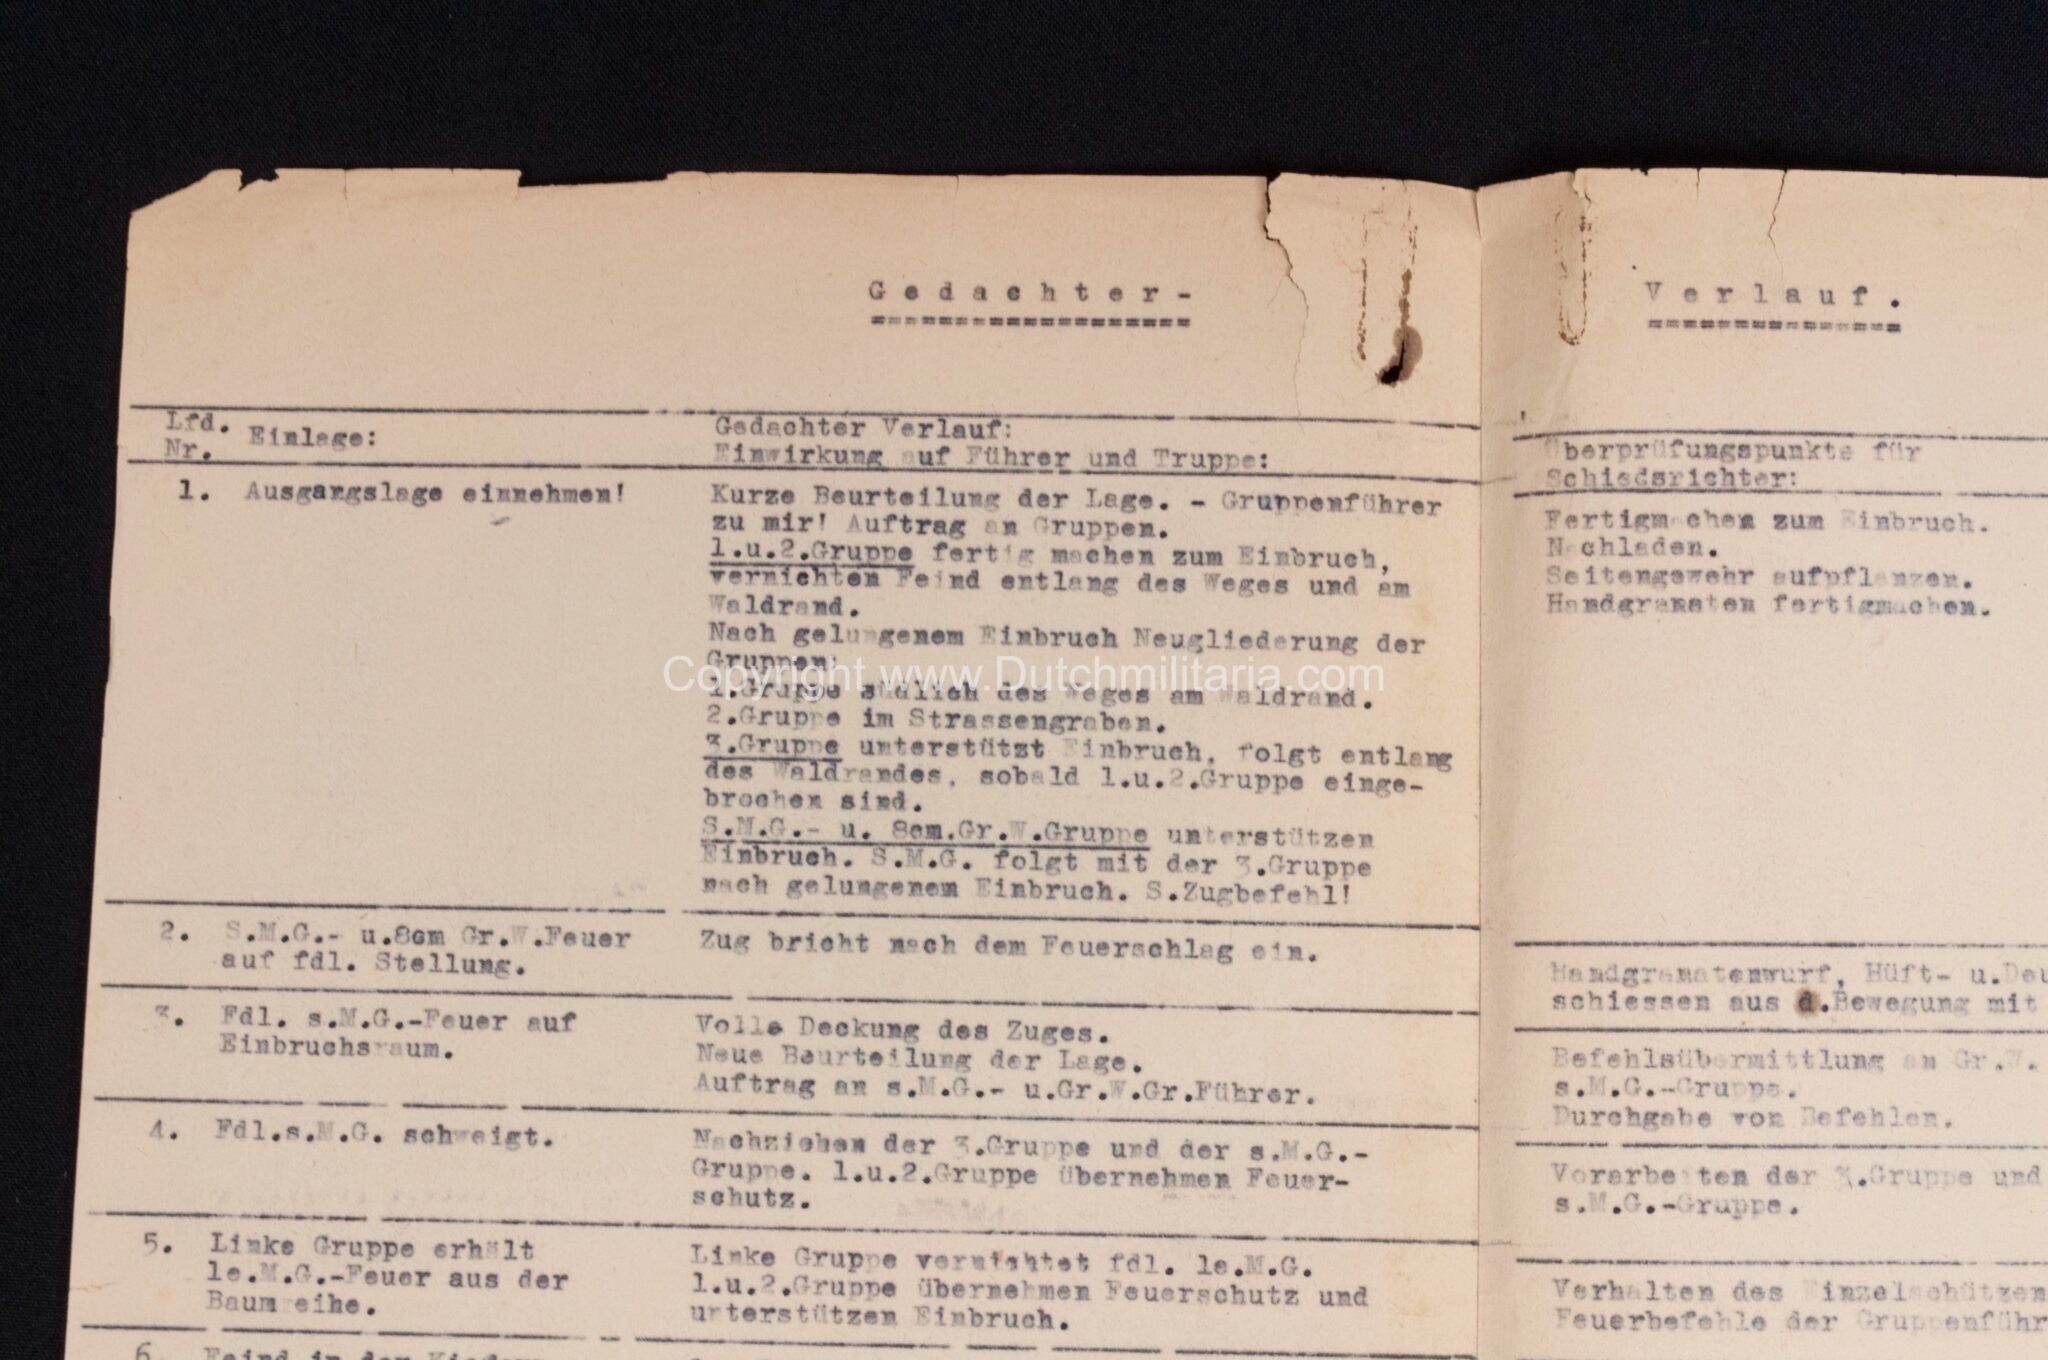 Gedachter-
Verlauf.
Lfd.
Nr.
Einlage:
Gedachter Verlauf:
Einwirkung auf Führer und Truppe:
Überprüfungspunkte für
Schiedsrichter:
1. Ausgangslage einnehmen!
Kurze Beurteilung der Lage. - Gruppenführer
zu mir! Auftrag an Gruppen.
1.u.2.Gruppe fertig machen zum Einbruch,
vernichten Feind entlang des Weges und am
Waldrand.
Nach gelungenem Einbruch Neugliederung der
Gruppen:
1.Gruppe südlich des Weges am Waldrand.
2.Gruppe im Strassengraben.
3.Gruppe unterstützt Einbruch, folgt entlang
des Waldrandes, sobald 1.u.2.Gruppe einge-
brochen sind.
S.M.G.- u. 8cm.Gr.W.Gruppe unterstützen
Einbruch. S.M.G. folgt mit der 3.Gruppe
nach gelungenem Einbruch. S.Zugbefehl!
Fertigmachen zum Einbruch.
Nachladen.
Seitengewehr aufpflanzen.
Handgranaten fertigmachen.
2. S.M.G.- u.8cm Gr.W.Feuer
auf fdl. Stellung.
Zug bricht nach dem Feuerschlag ein.
Handgranatenwurf, Hüft- u.Deu
schiessen aus d.Bewegung mit
3. Fdl. s.M.G.-Feuer auf
Einbruchsraum.
Volle Deckung des Zuges.
Neue Beurteilung der Lage.
Auftrag an s.M.G.- u.Gr.W.Gr.Führer.
Befehlsübermittlung an Gr.W.
s.M.G.-Gruppe.
Durchgabe von Befehlen.
4. Fdl.s.M.G. schweigt.
Nachziehen der 3.Gruppe und der s.M.G.-
Gruppe. 1.u.2.Gruppe übernehmen Feuer-
schutz.
Vorarbeiten der 3.Gruppe und
s.M.G.-Gruppe.
5. Linke Gruppe erhält
le.M.G.-Feuer aus der
Baumreihe.
Linke Gruppe vernichtet fdl. le.M.G.
1.u.2.Gruppe übernehmen Feuerschutz und
unterstützen Einbruch.
Verhalten des Einzelschützen
Feuerbefehle der Gruppenführ
6. Feind in der
Copyright www.Dutchmilitaria.com